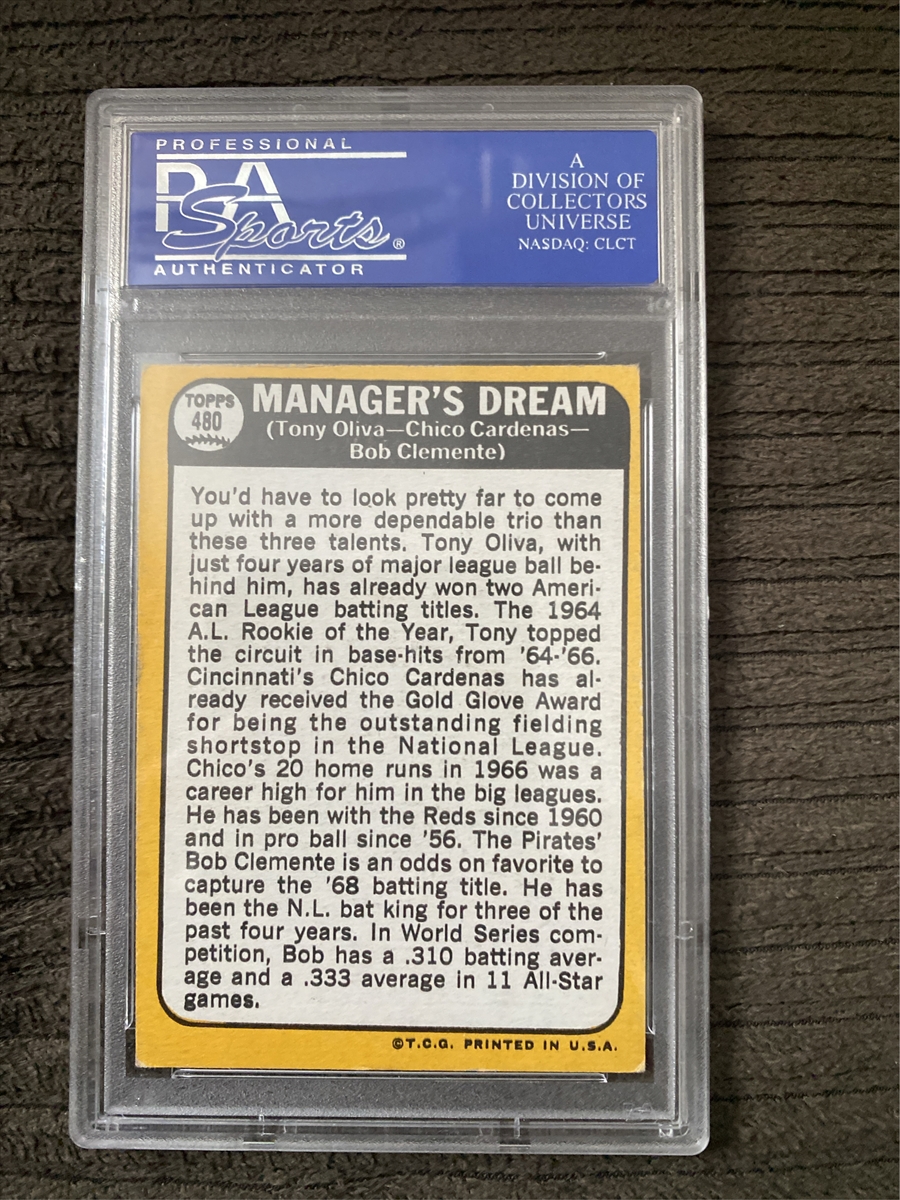 PROFESSIONAL
PSA
Sports®
AUTHENTICATOR
A
DIVISION OF
COLLECTORS
UNIVERSE
NASDAQ: CLCT
TOPPS
480
MANAGER'S DREAM
(Tony Oliva—Chico Cardenas—
Bob Clemente)
You'd have to look pretty far to come
up with a more dependable trio than
these three talents. Tony Oliva, with
just four years of major league ball be-
hind him, has already won two Ameri-
can League batting titles. The 1964
A.L. Rookie of the Year, Tony topped
the circuit in base-hits from '64-'66.
Cincinnati's Chico Cardenas has al-
ready received the Gold Glove Award
for being the outstanding fielding
shortstop in the National League.
Chico's 20 home runs in 1966 was a
career high for him in the big leagues.
He has been with the Reds since 1960
and in pro ball since '56. The Pirates'
Bob Clemente is an odds on favorite to
capture the '68 batting title. He has
been the N.L. bat king for three of the
past four years. In World Series com-
petition, Bob has a .310 batting aver-
age and a .333 average in 11 All-Star
games.
©T.C.G. PRINTED IN U.S.A.